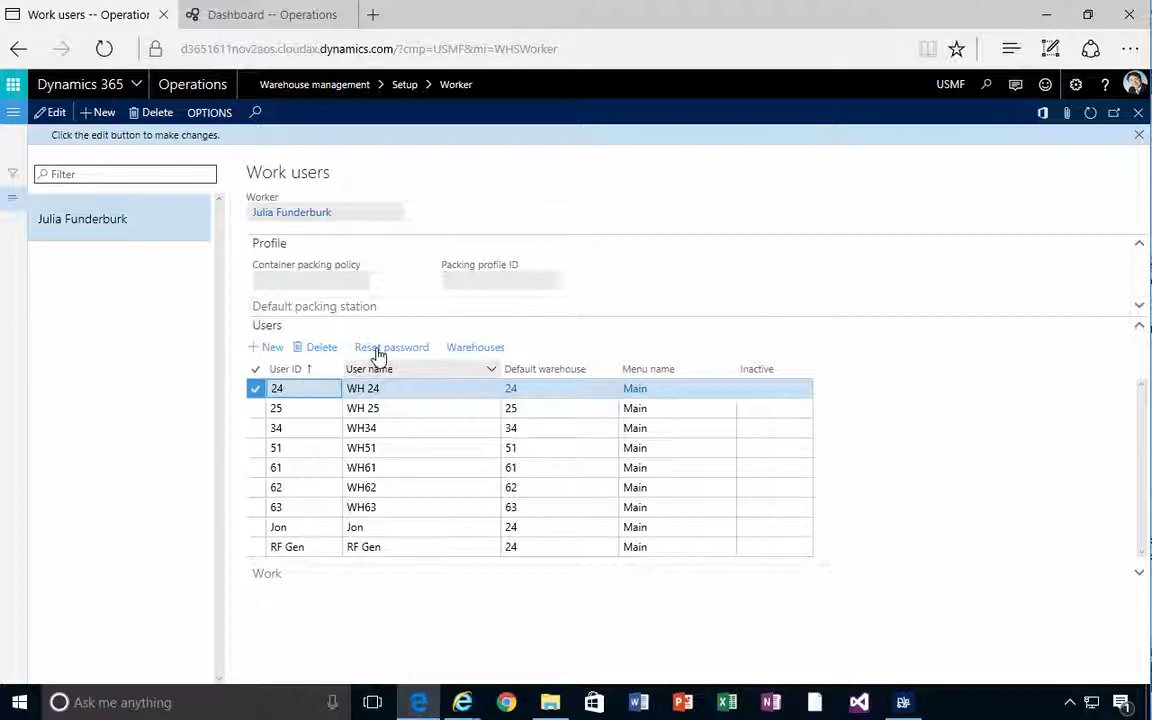 Work users -- Operation
Dashboard -- Operations
d3651611nov2aos.cloudax.dynamics.com/?cmp=USMF&mi=WHSWorker
Dynamics 365
Operations
Warehouse management > Setup > Worker
USMF
Edit
+ New
Delete
OPTIONS
Click the edit button to make changes.
Filter
Julia Funderburk
Work users
Worker
Julia Funderburk
Profile
Container packing policy
Packing profile ID
Default packing station
Users
+ New
Delete
Reset password
Warehouses
User ID
User name
Default warehouse
Menu name
Inactive
24 WH 24 24 Main
25 WH 25 25 Main
34 WH34 34 Main
51 WH51 51 Main
61 WH61 61 Main
62 WH62 62 Main
63 WH63 63 Main
Jon Jon 24 Main
RF Gen RF Gen 24 Main
Work
Ask me anything
1